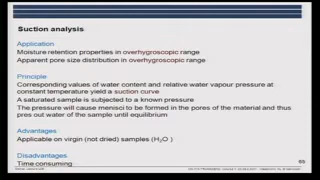 Suction analysis
Application
Moisture retention properties in overhygroscopic range
Apparent pore size distribution in overhygroscopic range
Principle
Corresponding values of water content and relative water vapour pressure at
constant temperature yield a suction curve
A saturated sample is subjected to a known pressure
The pressure will cause menisci to be formed in the pores of the material and thus
pres out water of the sample until equilibrium
Advantages
Applicable on virgin (not dried) samples (H₂O )
Disadvantages
Time consuming